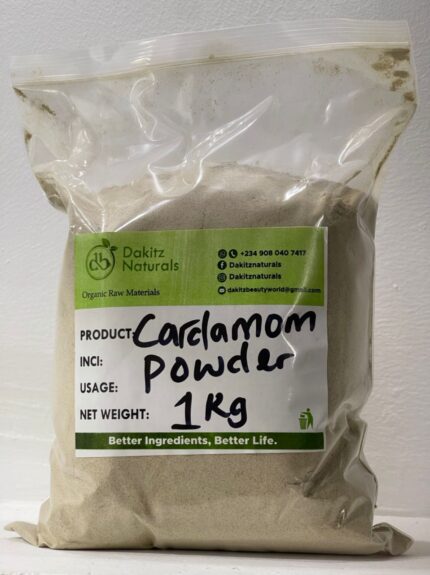 Dakitz
Naturals
Organic Raw Materials
+234 908 040 7417
Dakitznaturals
Dakitznaturals
dakitzbeautyworld@gmail.com
PRODUCT: Cardamom
INCI: Powder
USAGE:
NET WEIGHT: 1Kg
Better Ingredients, Better Life.